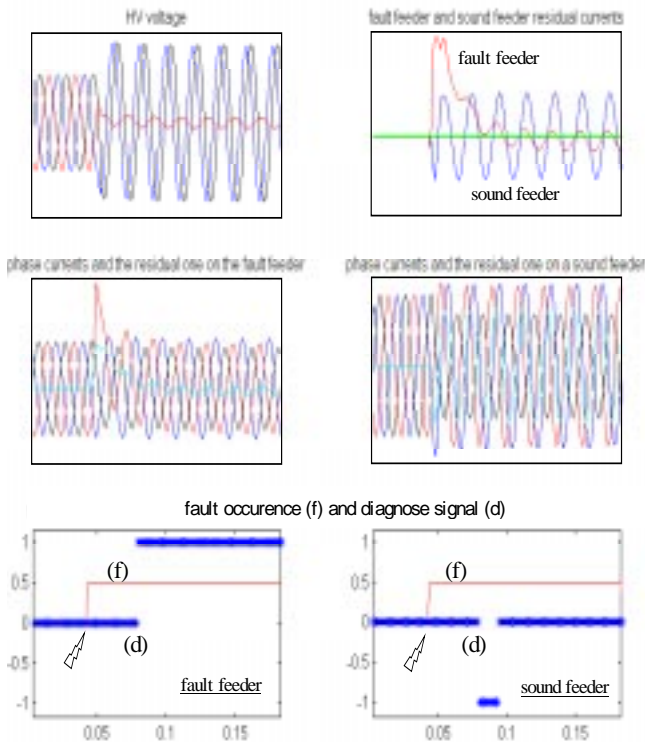 HV voltage
fault feeder and sound feeder residual currents
fault feeder
sound feeder
phase currents and the residual one on the fault feeder
phase currents and the residual one on a sound feeder
fault occurence (f) and diagnose signal (d)
1
0.5
0
-0.5
-1
(f)
(d)
fault feeder
0.05
0.1
0.15
1
0.5
0
-0.5
-1
(f)
(d)
sound feeder
0.05
0.1
0.15